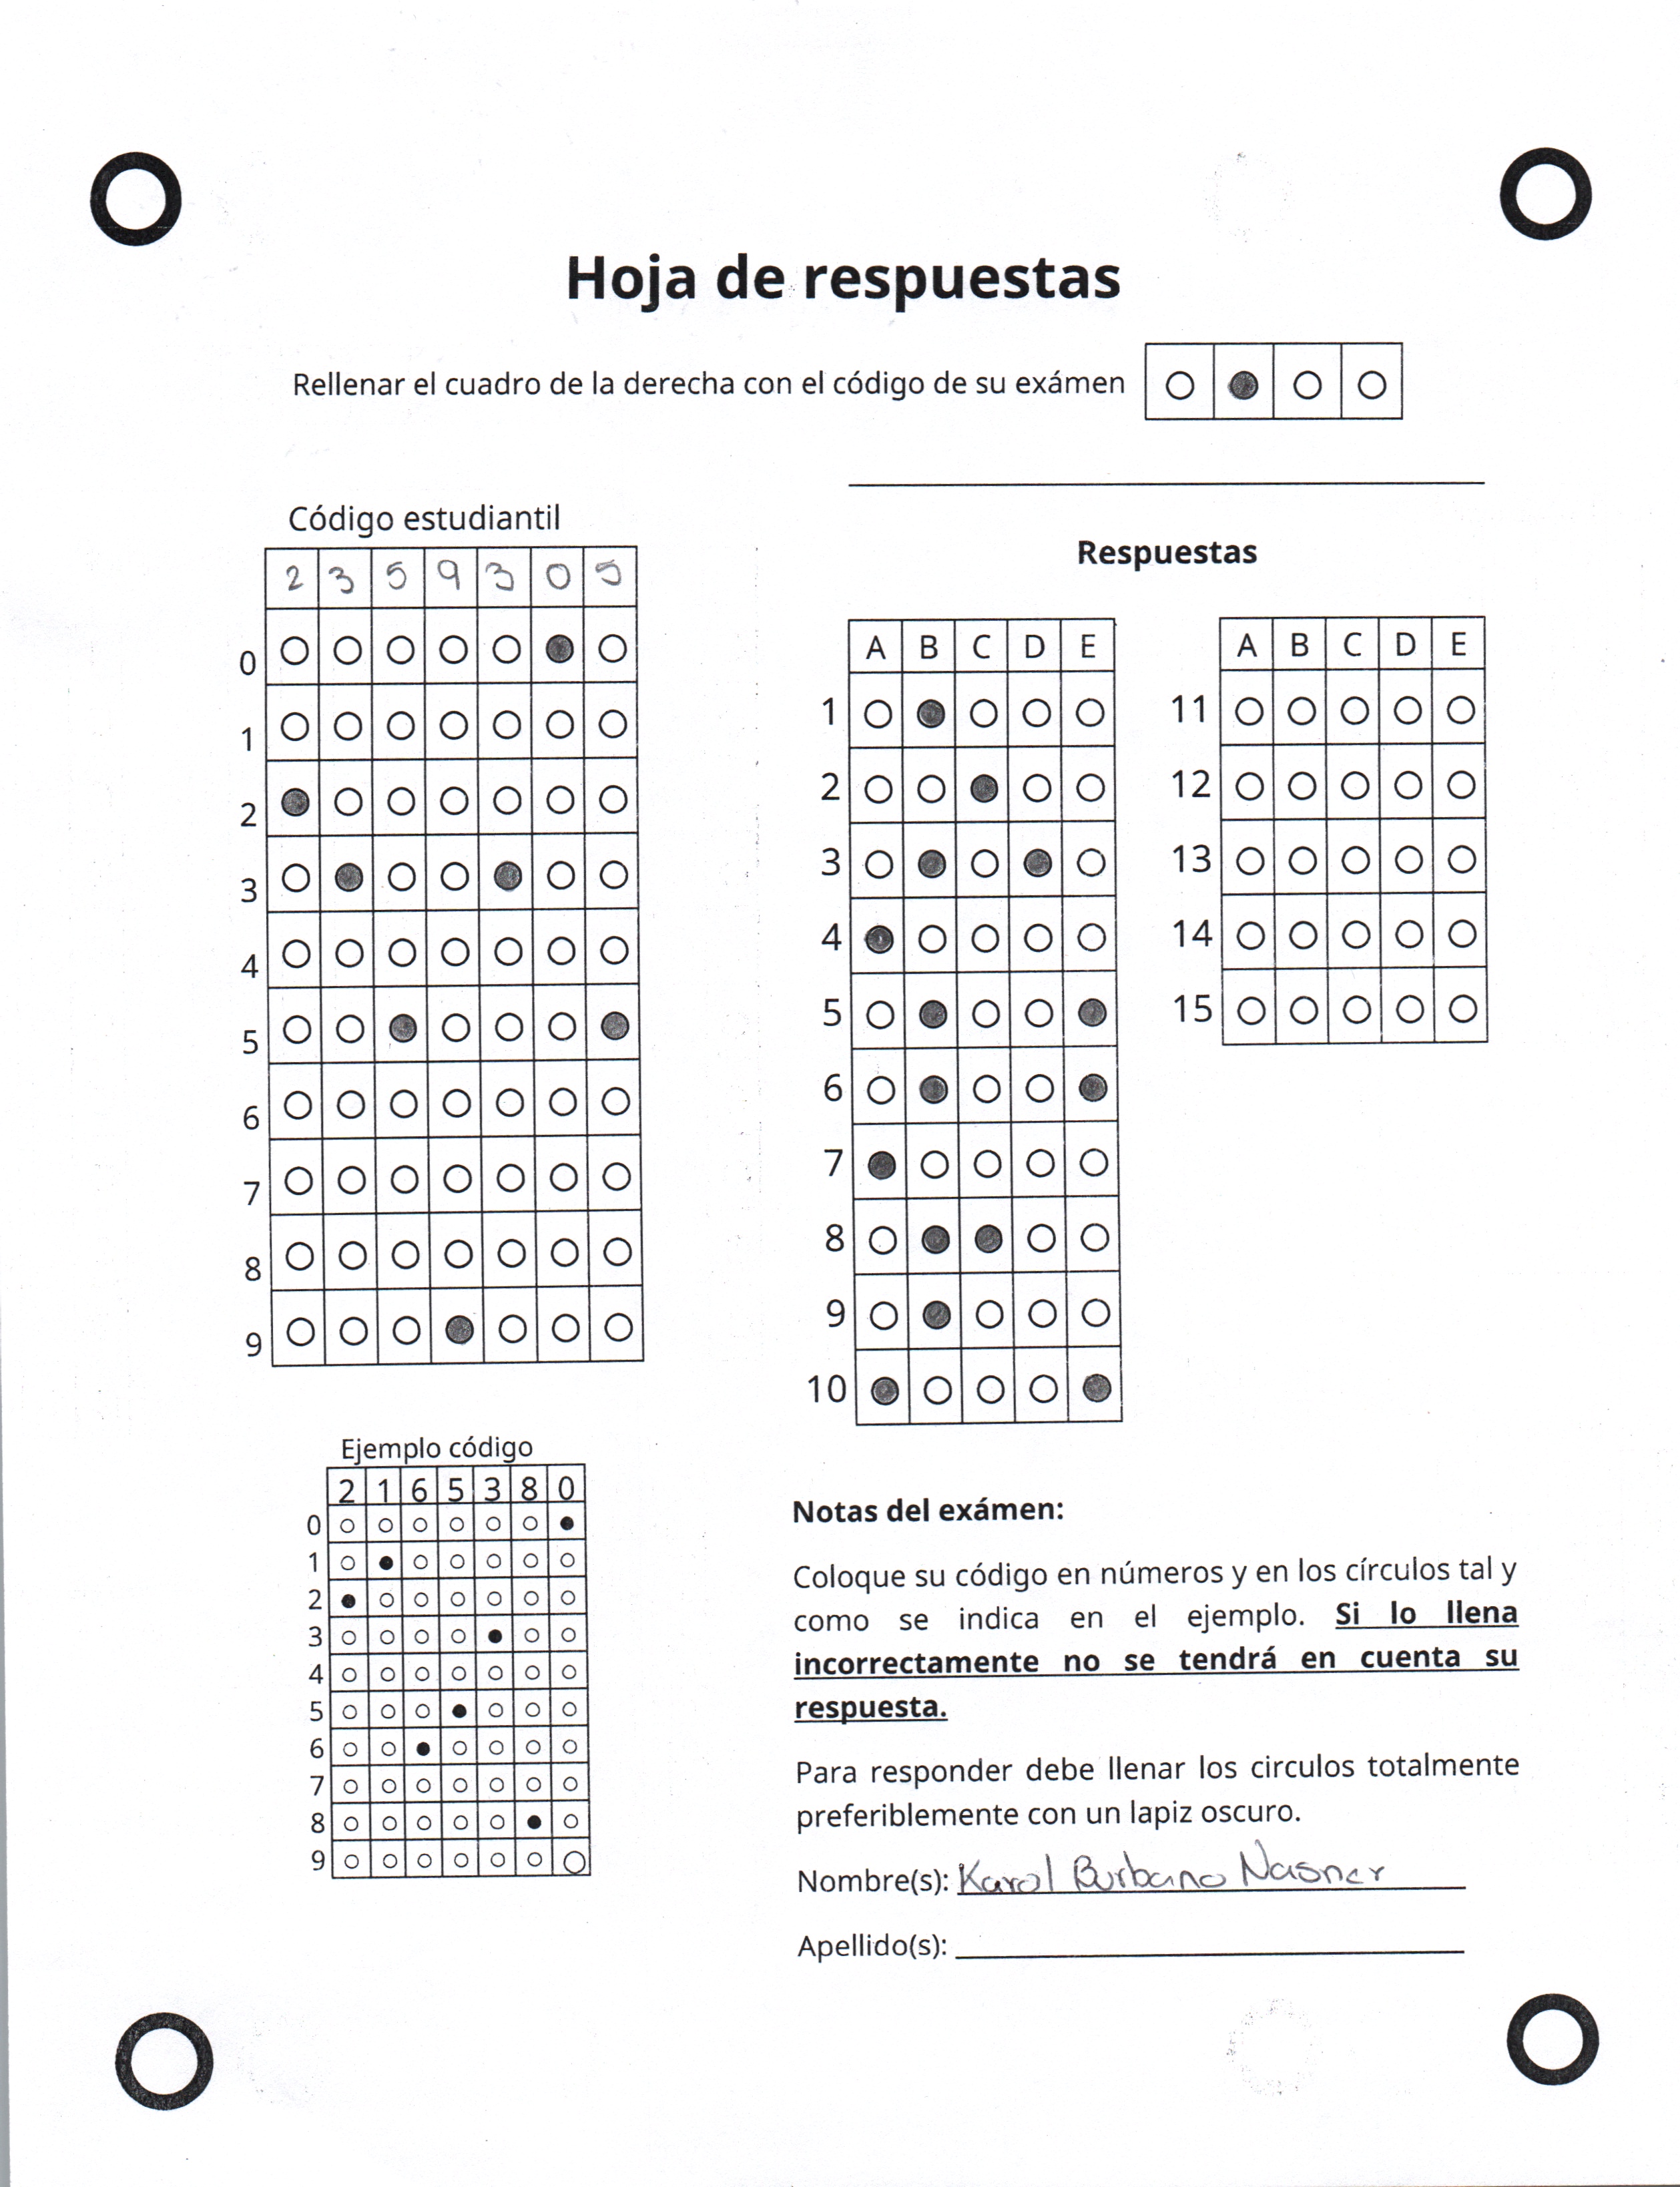 Hoja de respuestas
Rellenar el cuadro de la derecha con el código de su exámen
Código estudiantil
2 3 5 9 3 0 5
0
1
2
3
4
5
6
7
8
9
Respuestas
A B C D E
1
2
3
4
5
6
7
8
9
10
A B C D E
11
12
13
14
15
Ejemplo código
2 1 6 5 3 8 0
0
1
2
3
4
5
6
7
8
9
Notas del exámen:
Coloque su código en números y en los círculos tal y
como se indica en el ejemplo. Si lo llena
incorrectamente no se tendrá en cuenta su
respuesta.
Para responder debe llenar los circulos totalmente
preferiblemente con un lapiz oscuro.
Nombre(s): Karol Burbano Nasner
Apellido(s):